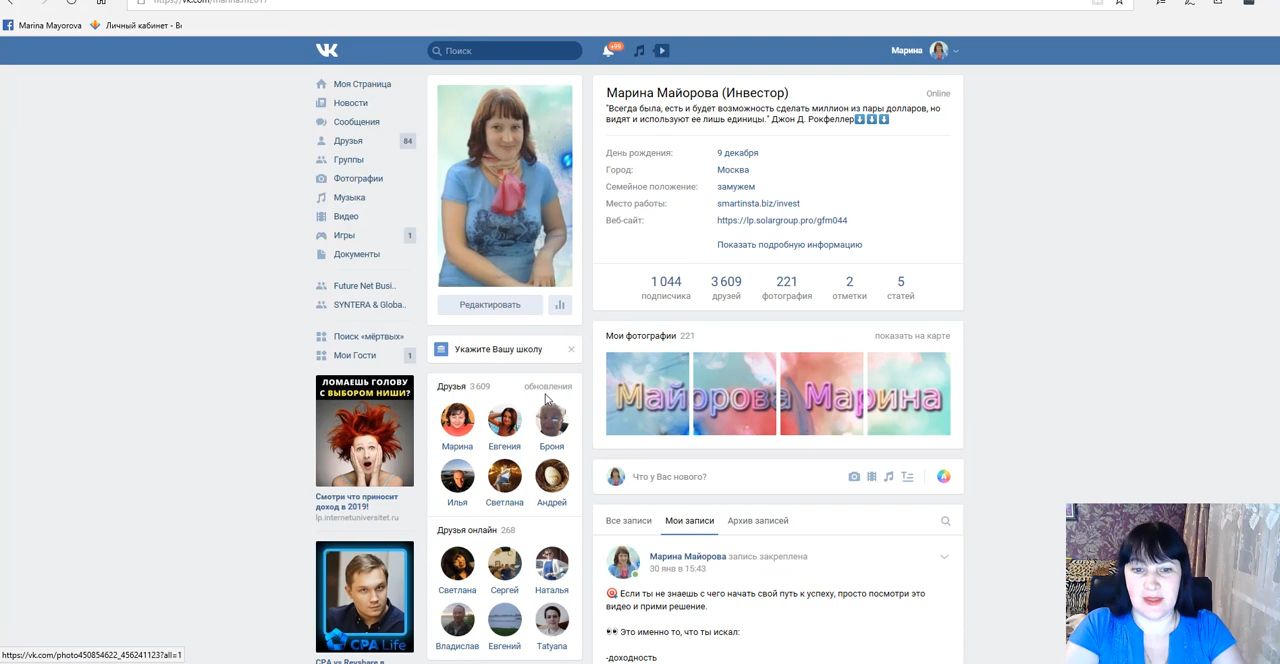 Marina Mayorova
Личный кабинет - Ве
Поиск
+99
Марина
Моя Страница
Новости
Сообщения
Друзья 84
Группы
Фотографии
Музыка
Видео
Игры 1
Документы
Future Net Busi..
SYNTERA & Globa..
Поиск «мёртвых»
Мои Гости 1
ЛОМАЕШЬ ГОЛОВУ
С ВЫБОРОМ НИШИ?
Смотри что приносит
доход в 2019!
lp.internetuniversitet.ru
CPA Life
CPA vs Revshare в
https://vk.com/photo450854622_456241123?all=1
Редактировать
Укажите Вашу школу
Друзья 3 609 обновления
Марина Евгения Броня
Илья Светлана Андрей
Друзья онлайн 268
Светлана Сергей Наталья
Владислав Евгений Tatyana
Марина Майорова (Инвестор) Online
"Всегда была, есть и будет возможность сделать миллион из пары долларов, но
видят и используют ее лишь единицы." Джон Д. Рокфеллер⬇⬇⬇
День рождения: 9 декабря
Город: Москва
Семейное положение: замужем
Место работы: smartinsta.biz/invest
Веб-сайт: https://lp.solargroup.pro/gfm044
Показать подробную информацию
1 044 3 609 221 2 5
подписчика друзей фотография отметки статей
Мои фотографии 221 показать на карте
Майорова Марина
Что у Вас нового?
Все записи Мои записи Архив записей
Марина Майорова запись закреплена
30 янв в 15:43
🎯 Если ты не знаешь с чего начать свой путь к успеху, просто посмотри это
видео и прими решение.
👀 Это именно то, что ты искал:
-доходность